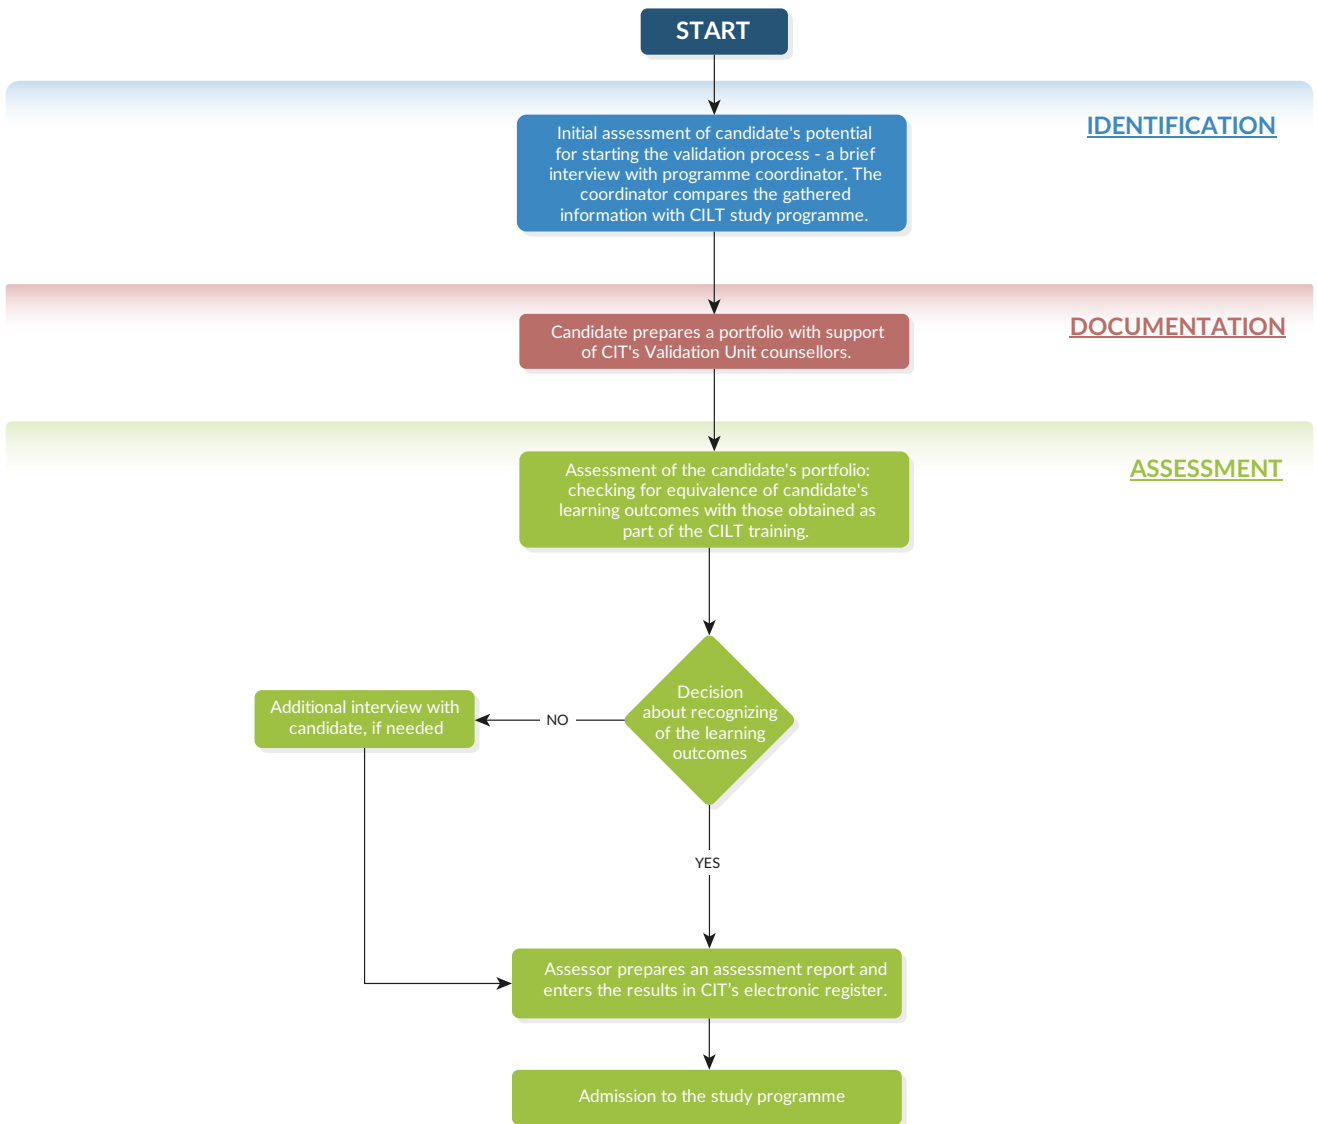 START
IDENTIFICATION
Initial assessment of candidate's potential
for starting the validation process - a brief
interview with programme coordinator. The
coordinator compares the gathered
information with CILT study programme.
DOCUMENTATION
Candidate prepares a portfolio with support
of CIT's Validation Unit counsellors.
ASSESSMENT
Assessment of the candidate's portfolio:
checking for equivalence of candidate's
learning outcomes with those obtained as
part of the CILT training.
Decision
about recognizing
of the learning
outcomes
NO
Additional interview with
candidate, if needed
YES
Assessor prepares an assessment report and
enters the results in CIT’s electronic register.
Admission to the study programme